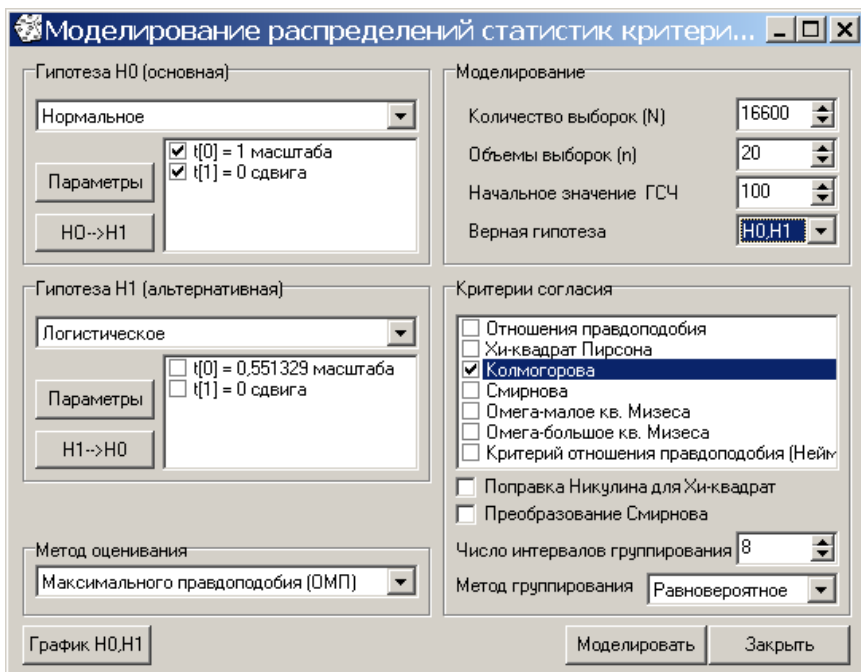 Моделирование распределений статистик критери...
Гипотеза H0 (основная)
Нормальное
Параметры
H0-->H1
t[0] = 1 масштаба
t[1] = 0 сдвига
Гипотеза H1 (альтернативная)
Логистическое
Параметры
H1-->H0
t[0] = 0,551329 масштаба
t[1] = 0 сдвига
Метод оценивания
Максимального правдоподобия (ОМП)
График H0,H1
Моделирование
Количество выборок (N) 16600
Объемы выборок (n) 20
Начальное значение ГСЧ 100
Верная гипотеза H0,H1
Критерии согласия
Отношения правдоподобия
Хи-квадрат Пирсона
Колмогорова
Смирнова
Омега-малое кв. Мизеса
Омега-большое кв. Мизеса
Критерий отношения правдоподобия (Нейм
Поправка Никулина для Хи-квадрат
Преобразование Смирнова
Число интервалов группирования 8
Метод группирования Равновероятное
Моделировать
Закрыть